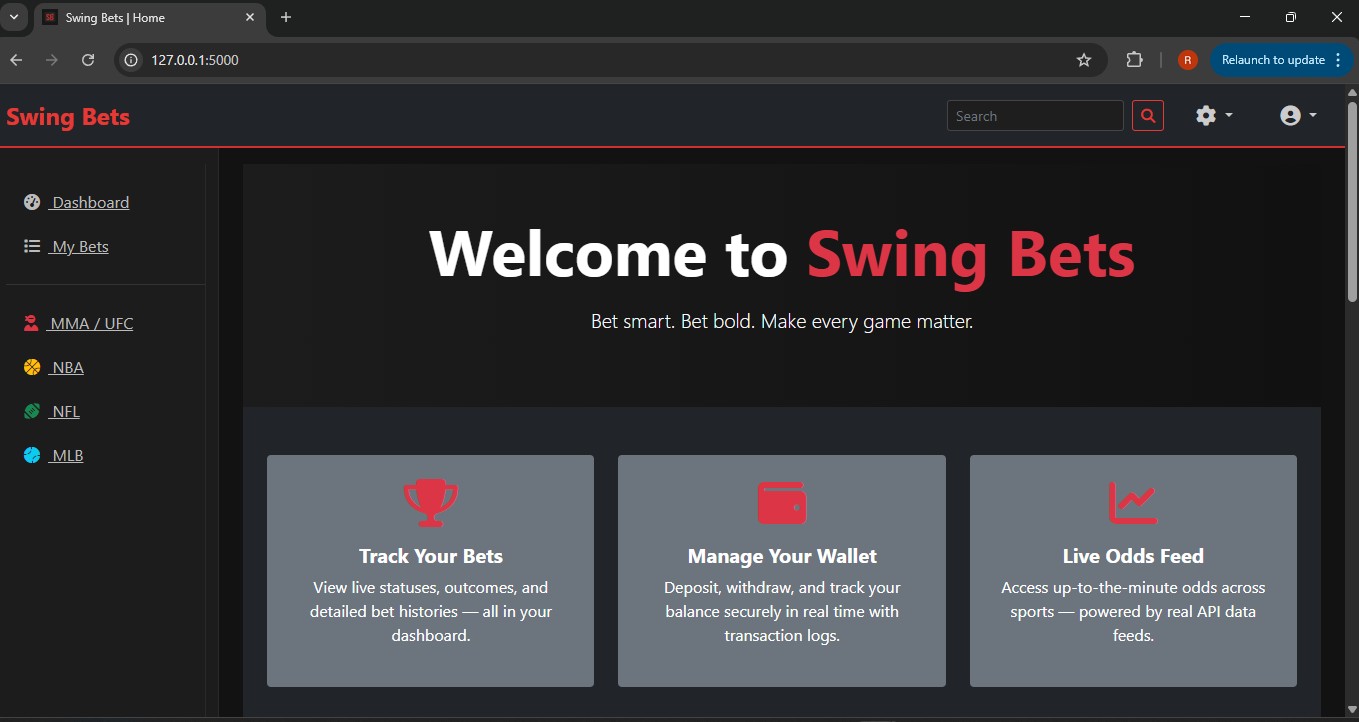 Swing Bets | Home
127.0.0.1:5000
R
Relaunch to update
Swing Bets
Search
Dashboard
My Bets
MMA / UFC
NBA
NFL
MLB
Welcome to Swing Bets
Bet smart. Bet bold. Make every game matter.
Track Your Bets
View live statuses, outcomes, and
detailed bet histories — all in your
dashboard.
Manage Your Wallet
Deposit, withdraw, and track your
balance securely in real time with
transaction logs.
Live Odds Feed
Access up-to-the-minute odds across
sports — powered by real API data
feeds.